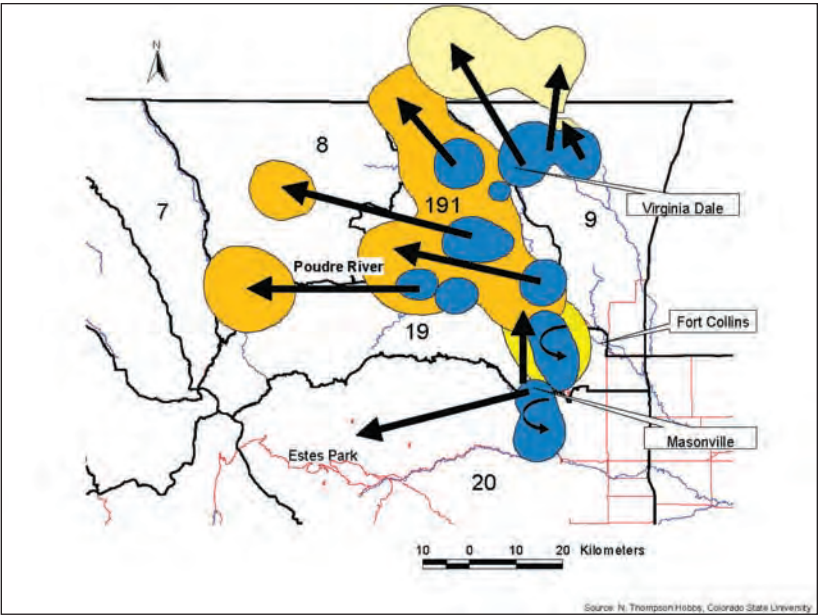 N
8
7
191
9
Virginia Dale
Poudre River
19
Fort Collins
Masonville
Estes Park
20
10 0 10 20 Kilometers
Source: N. Thompson Hobbs, Colorado State University